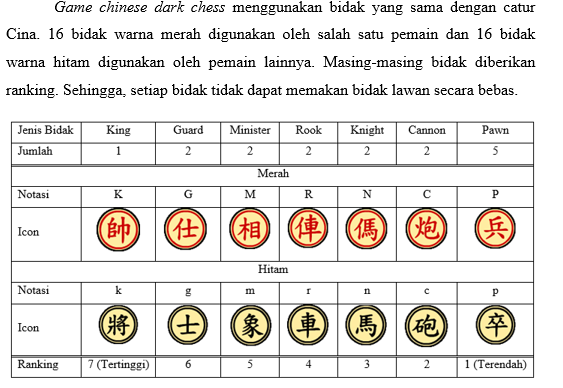 Game chinese dark chess menggunakan bidak yang sama dengan catur
Cina. 16 bidak warna merah digunakan oleh salah satu pemain dan 16 bidak
warna hitam digunakan oleh pemain lainnya. Masing-masing bidak diberikan
ranking. Sehingga, setiap bidak tidak dapat memakan bidak lawan secara bebas.
Jenis Bidak King Guard Minister Rook Knight Cannon Pawn
Jumlah 1 2 2 2 2 2 5
Merah
Notasi K G M R N C P
Icon 帥 仕 相 俥 傌 炮 兵
Hitam
Notasi k g m r n c p
Icon 將 士 象 車 馬 砲 卒
Ranking 7 (Tertinggi) 6 5 4 3 2 1 (Terendah)